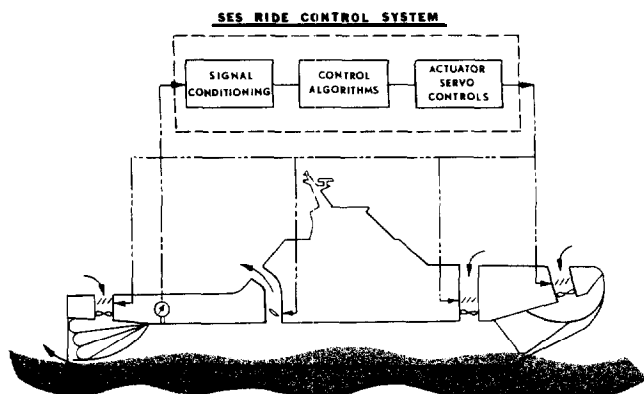 SES RIDE CONTROL SYSTEM
SIGNAL
CONDITIONING
CONTROL
ALGORITHMS
ACTUATOR
SERVO
CONTROLS